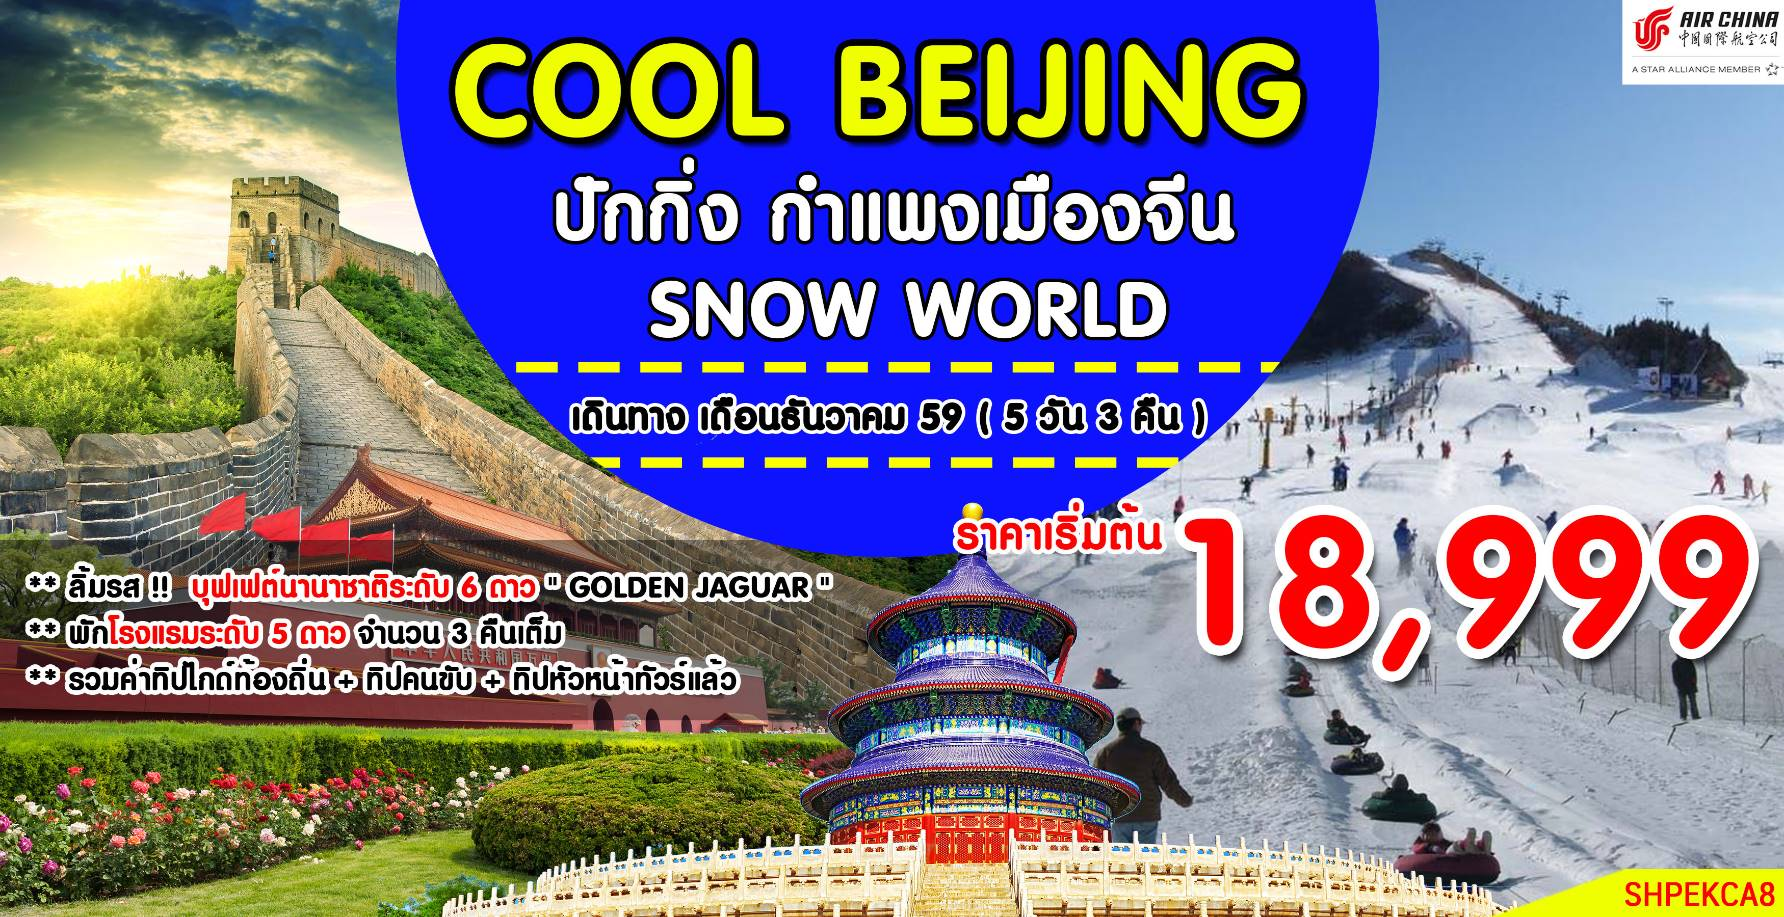 AIR CHINA
中国国际航空公司
A STAR ALLIANCE MEMBER
COOL BEIJING
ปักกิ่ง กำแพงเมืองจีน
SNOW WORLD
เดินทาง เดือนธันวาคม 59 ( 5 วัน 3 คืน )
ราคาเริ่มต้น 18,999
** ลิ้มรส !! บุฟเฟต์นานาชาติระดับ 6 ดาว " GOLDEN JAGUAR "
** พักโรงแรมระดับ 5 ดาว จำนวน 3 คืนเต็ม
** รวมค่าทิปไกด์ท้องถิ่น + ทิปคนขับ + ทิปหัวหน้าทัวร์แล้ว
SHPEKCA8